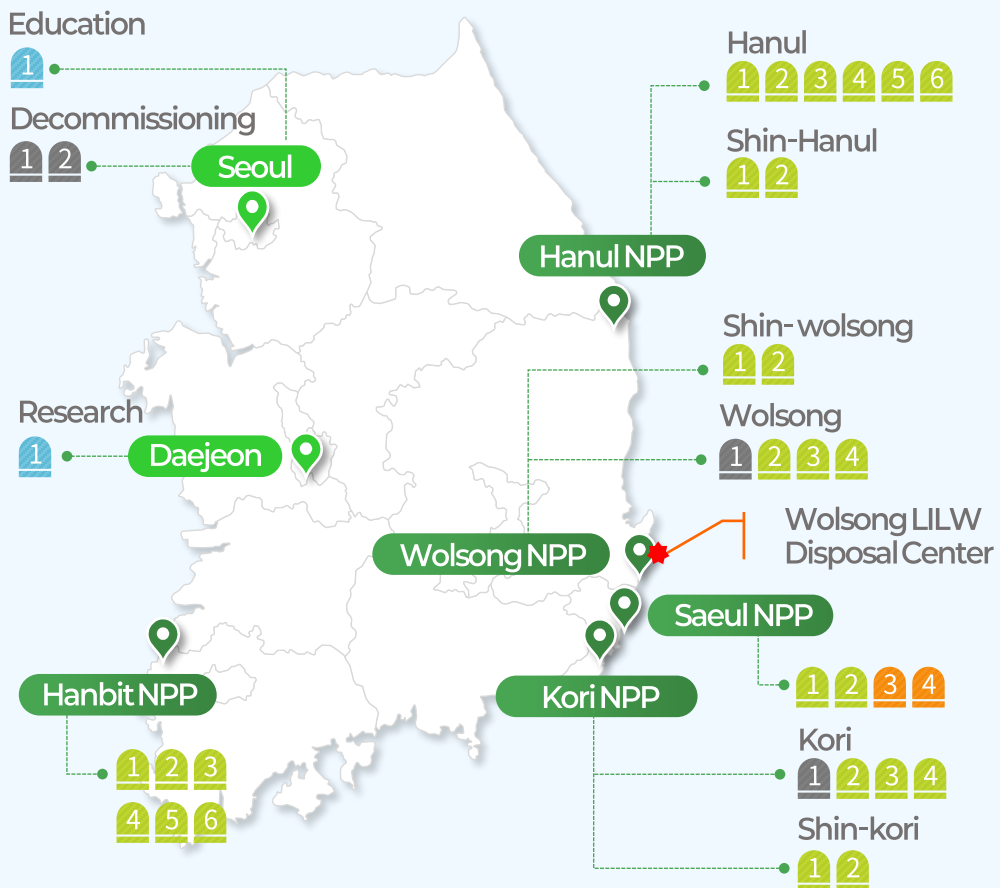 Education
1
Decommissioning
1 2
Seoul
Hanul
1 2 3 4 5 6
Shin-Hanul
1 2
Hanul NPP
Shin-wolsong
1 2
Wolsong
1 2 3 4
Research
1
Daejeon
Wolsong NPP
Wolsong LILW
Disposal Center
Saeul NPP
1 2 3 4
Hanbit NPP
1 2 3
4 5 6
Kori NPP
Kori
1 2 3 4
Shin-kori
1 2